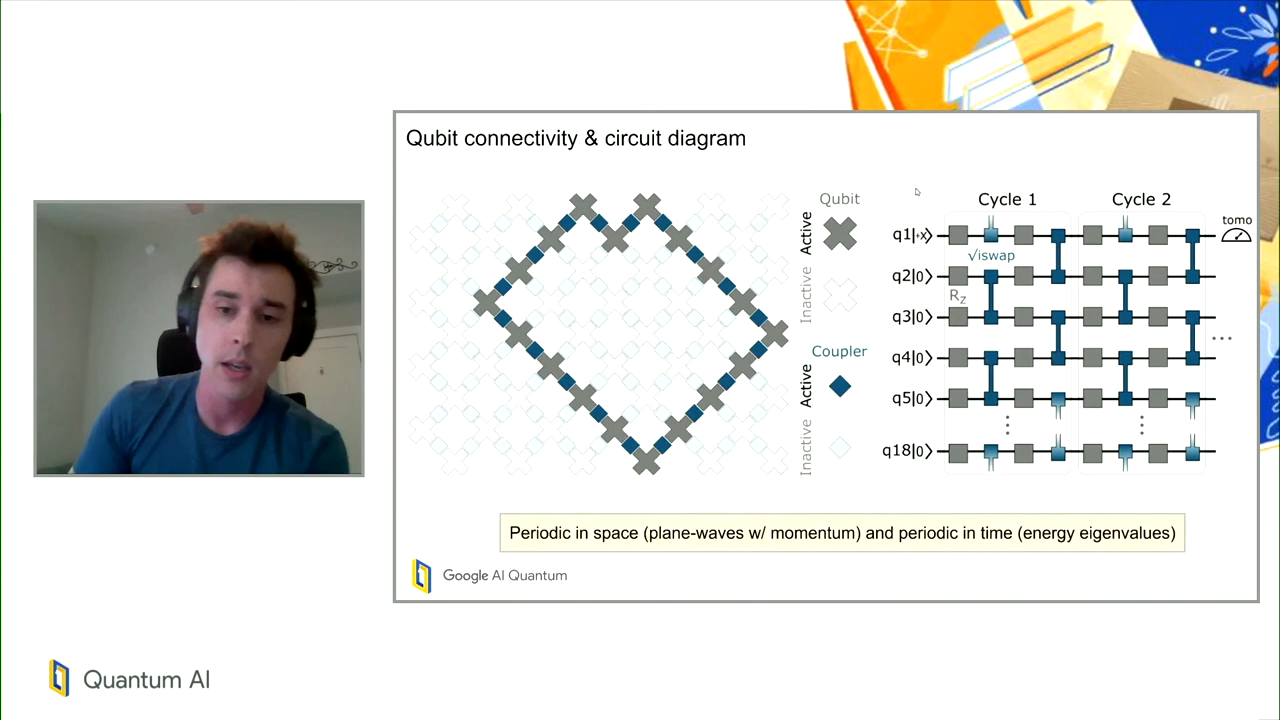 Qubit connectivity & circuit diagram
Qubit
Active
Inactive
Coupler
Active
Inactive
Cycle 1
Cycle 2
tomo
q1|+x⟩
√iswap
q2|0⟩
Rz
q3|0⟩
q4|0⟩
...
q5|0⟩
q18|0⟩
Periodic in space (plane-waves w/ momentum) and periodic in time (energy eigenvalues)
Google AI Quantum
Quantum AI